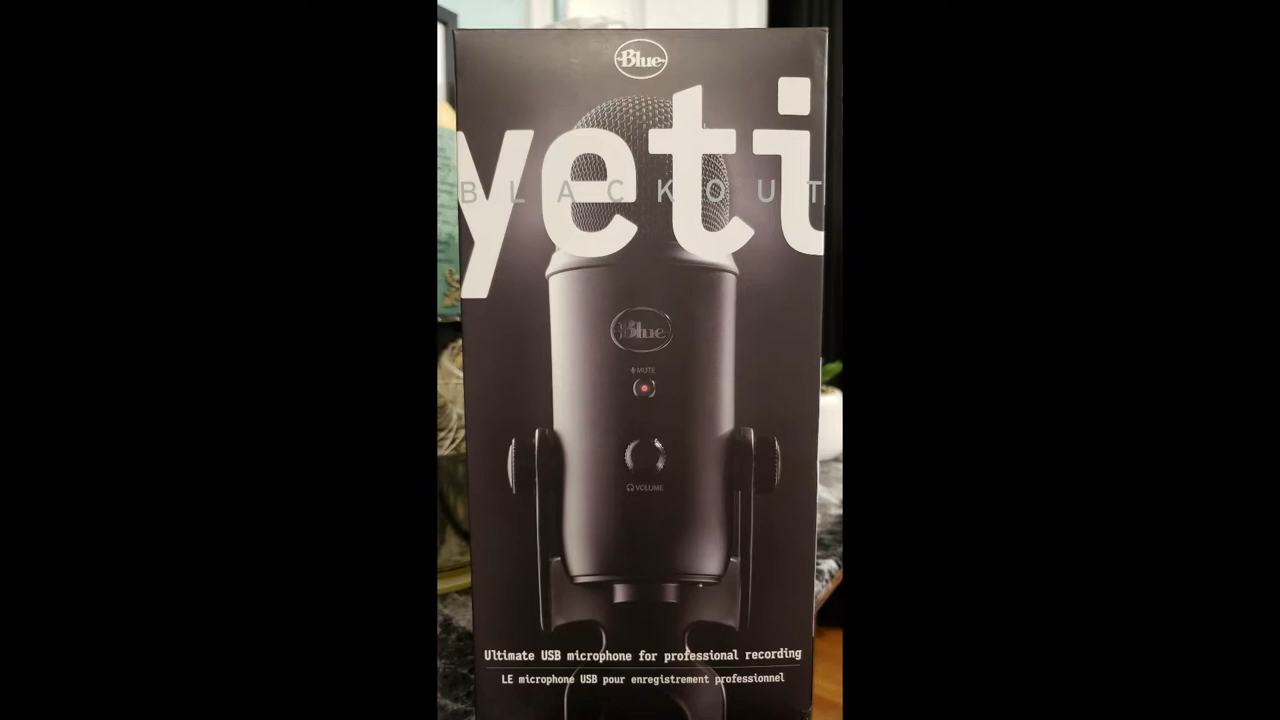 Blue
yeti
BLACKOUT
Blue
MUTE
VOLUME
Ultimate USB microphone for professional recording
LE microphone USB pour enregistrement professionnel